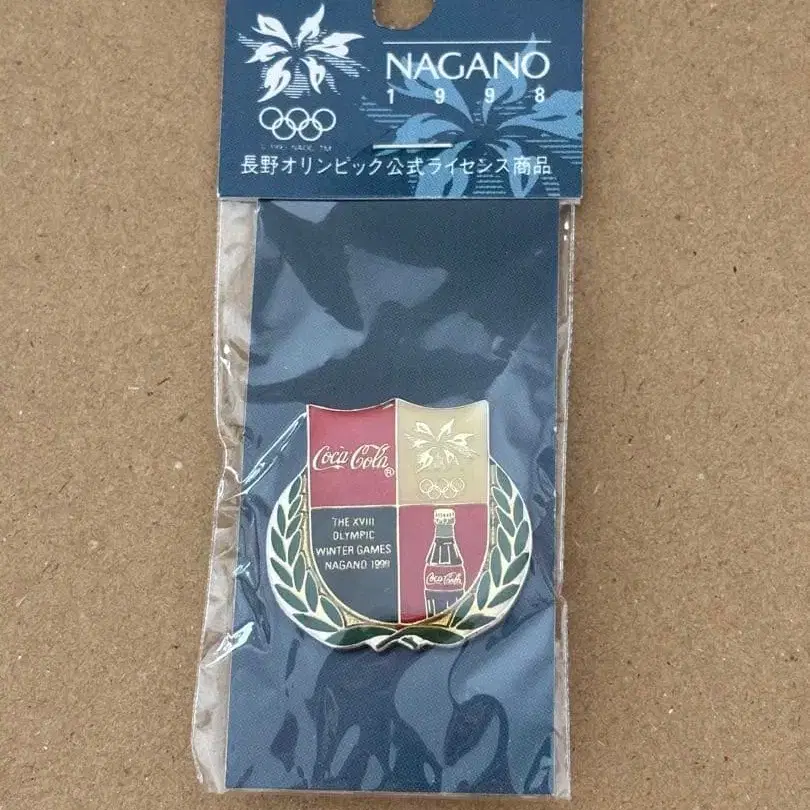 NAGANO
1998
長野オリンピック公式ライセンス商品
Coca-Cola®
THE XVIII
OLYMPIC
WINTER GAMES
NAGANO 1998
Coca-Cola